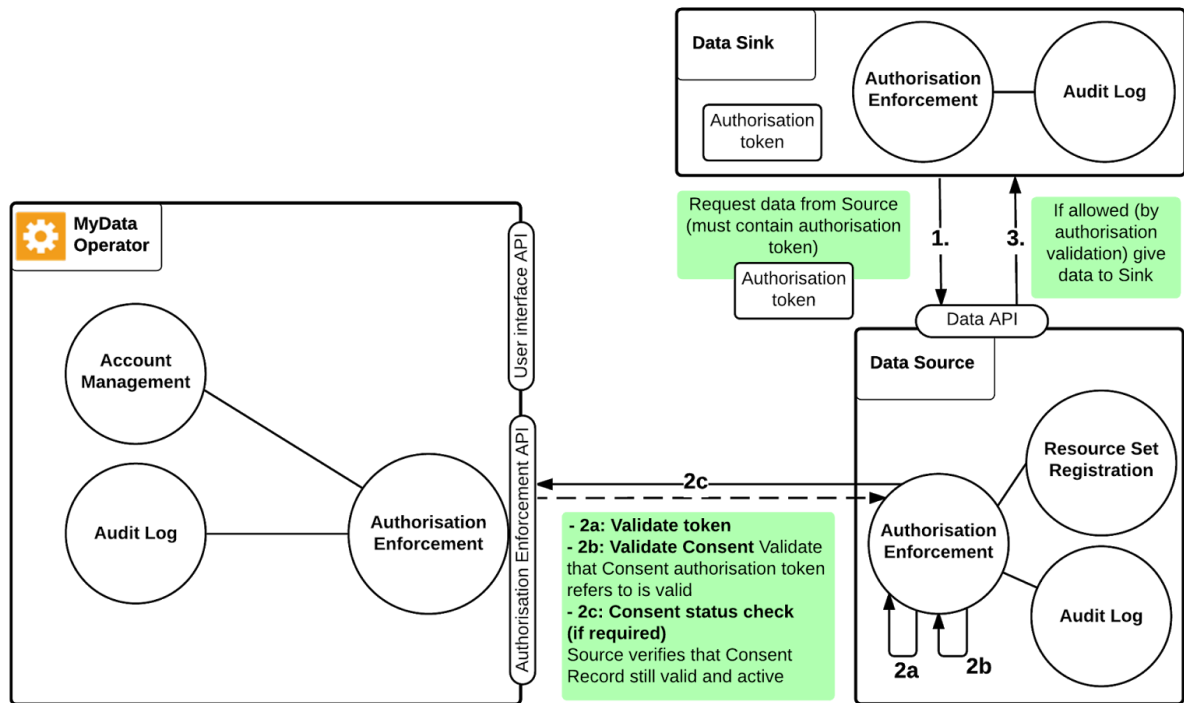 Data Sink
Authorisation
Enforcement
Audit Log
Authorisation
token
Request data from Source
(must contain authorisation
token)
Authorisation
token
1.
3.
If allowed (by
authorisation
validation) give
data to Sink
MyData
Operator
User interface API
Account
Management
Audit Log
Authorisation
Enforcement
Authorisation Enforcement API
2c
- 2a: Validate token
- 2b: Validate Consent Validate
that Consent authorisation token
refers to is valid
- 2c: Consent status check
(if required)
Source verifies that Consent
Record still valid and active
Data API
Data Source
Resource Set
Registration
Authorisation
Enforcement
Audit Log
2a
2b